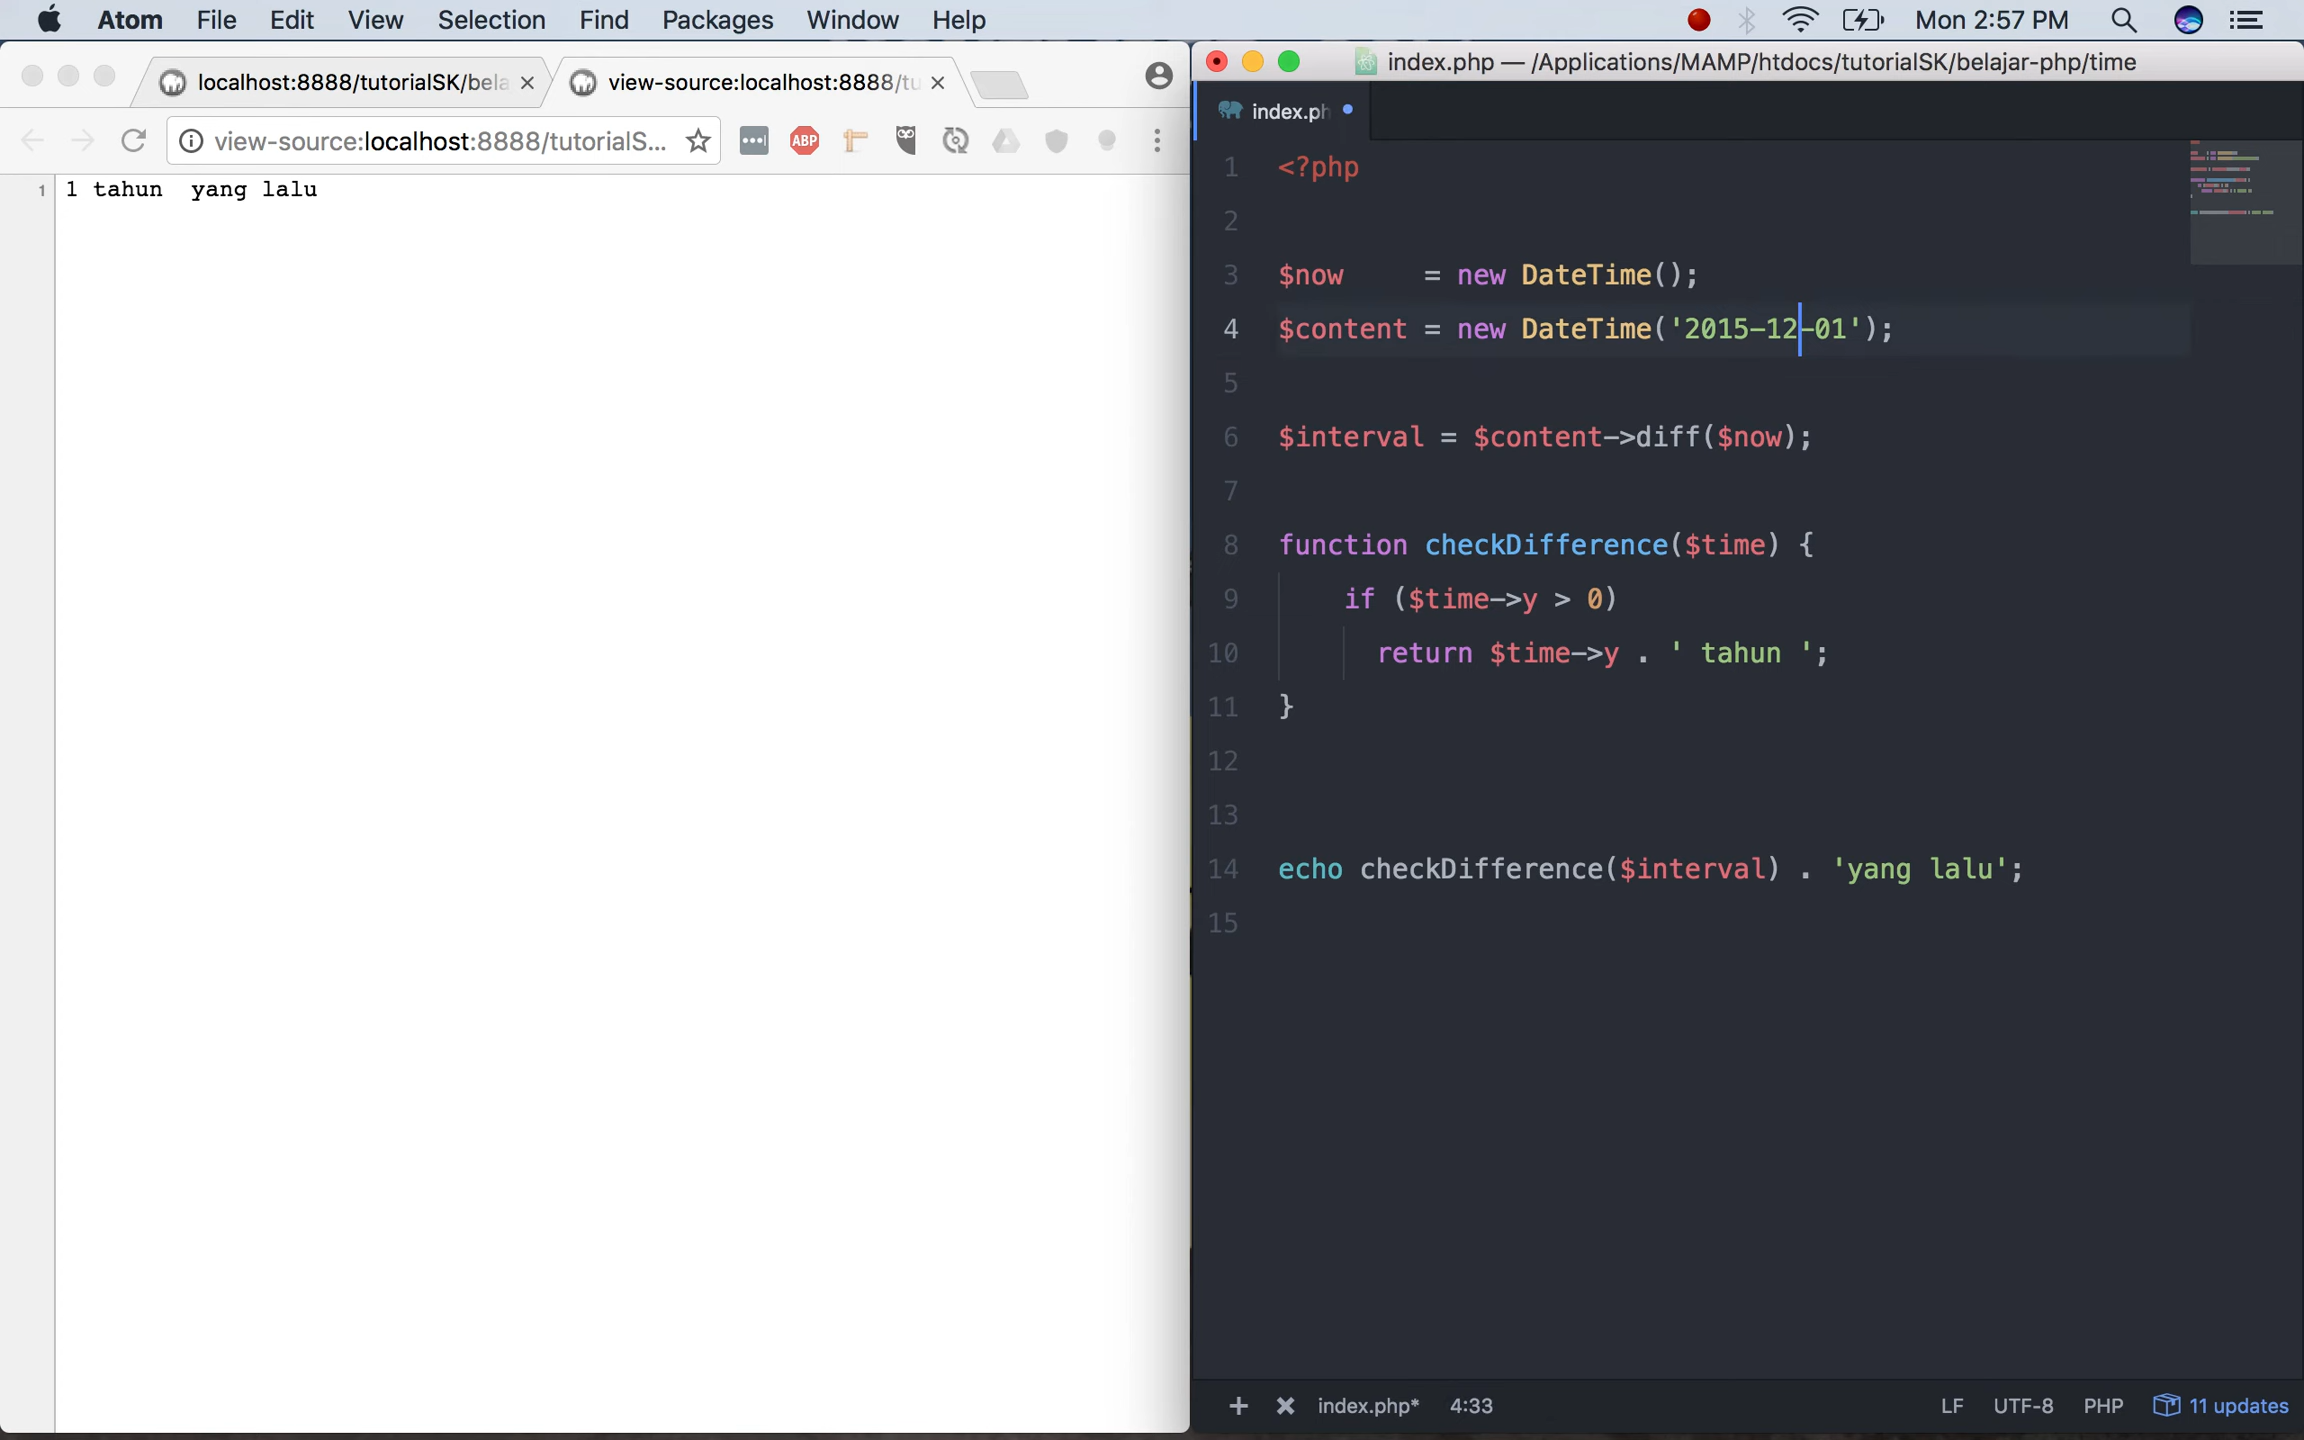 Atom File Edit View Selection Find Packages Window Help Mon 2:57 PM
localhost:8888/tutorialSK/bela view-source:localhost:8888/tu
view-source:localhost:8888/tutorialS... ABP
1 1 tahun  yang lalu
index.php — /Applications/MAMP/htdocs/tutorialSK/belajar-php/time
index.ph
1 <?php
2
3 $now     = new DateTime();
4 $content = new DateTime('2015-12-01');
5
6 $interval = $content->diff($now);
7
8 function checkDifference($time) {
9     if ($time->y > 0)
10       return $time->y . ' tahun ';
11 }
12
13
14 echo checkDifference($interval) . 'yang lalu';
15
index.php* 4:33 LF UTF-8 PHP 11 updates